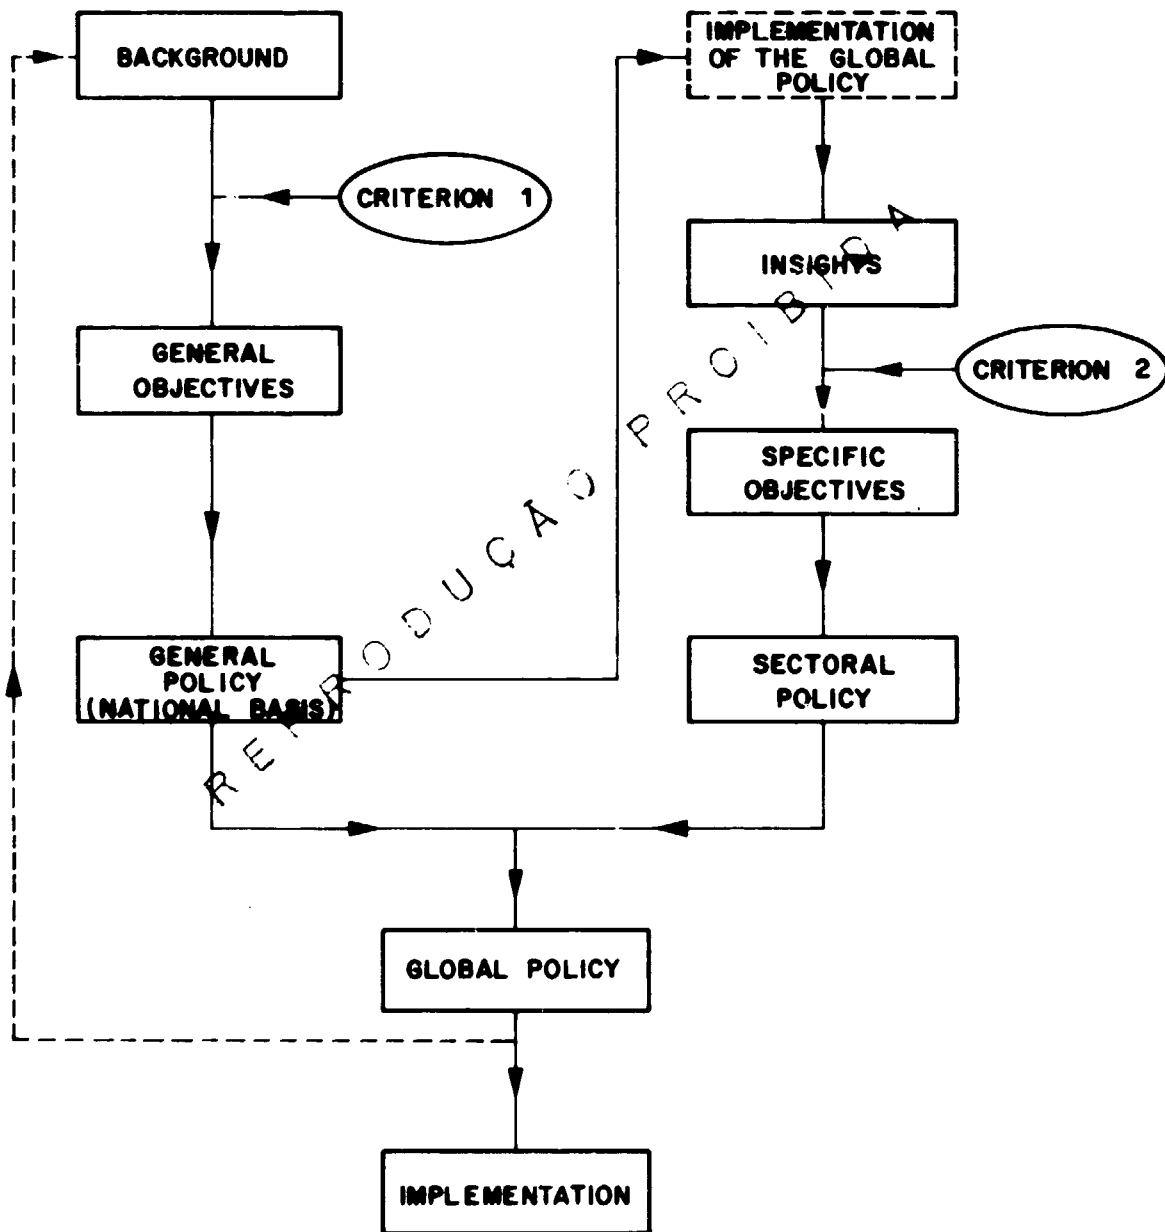 BACKGROUND
CRITERION 1
GENERAL
OBJECTIVES
GENERAL
POLICY
(NATIONAL BASIS)
IMPLEMENTATION
OF THE GLOBAL
POLICY
INSIGHTS
CRITERION 2
SPECIFIC
OBJECTIVES
SECTORAL
POLICY
GLOBAL POLICY
IMPLEMENTATION
REPRODUÇÃO PROIBIDA